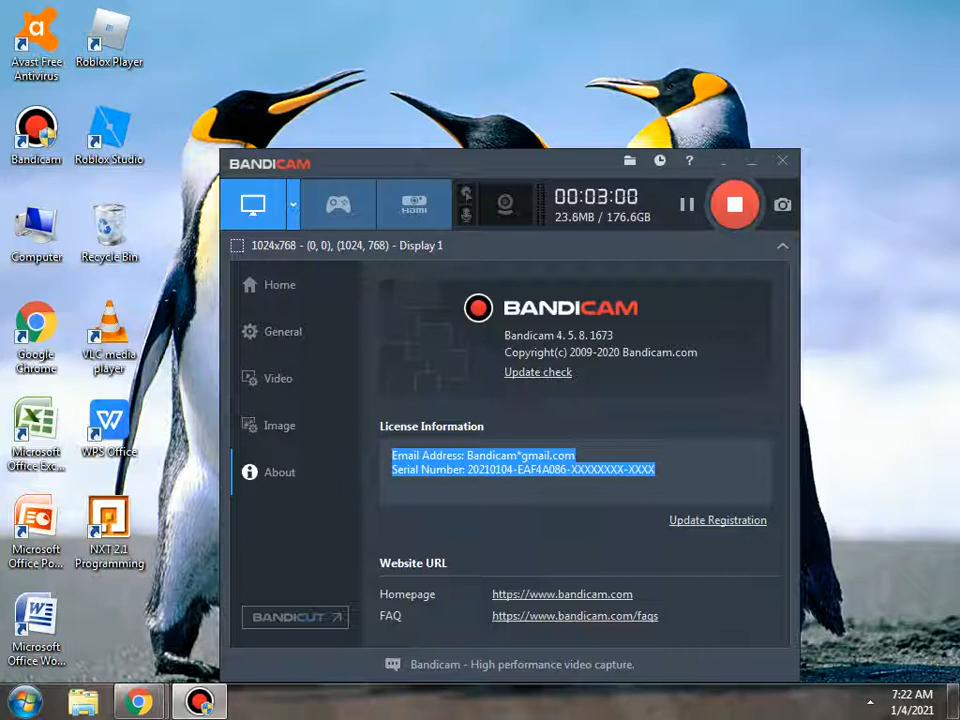 Avast Free
Antivirus
Roblox Player
Bandicam
Roblox Studio
Computer
Recycle Bin
Google
Chrome
VLC media
player
Microsoft
Office Exc...
WPS Office
Microsoft
Office Po...
NXT 2.1
Programming
Microsoft
Office Wo...
BANDICAM
?
HDMI
00:03:00
23.8MB / 176.6GB
1024x768 - (0, 0), (1024, 768) - Display 1
Home
General
Video
Image
About
BANDICUT
BANDICAM
Bandicam 4. 5. 8. 1673
Copyright(c) 2009-2020 Bandicam.com
Update check
License Information
Email Address: Bandicam*gmail.com
Serial Number: 20210104-EAF4A086-XXXXXXXX-XXXX
Update Registration
Website URL
Homepage https://www.bandicam.com
FAQ https://www.bandicam.com/faqs
Bandicam - High performance video capture.
7:22 AM
1/4/2021